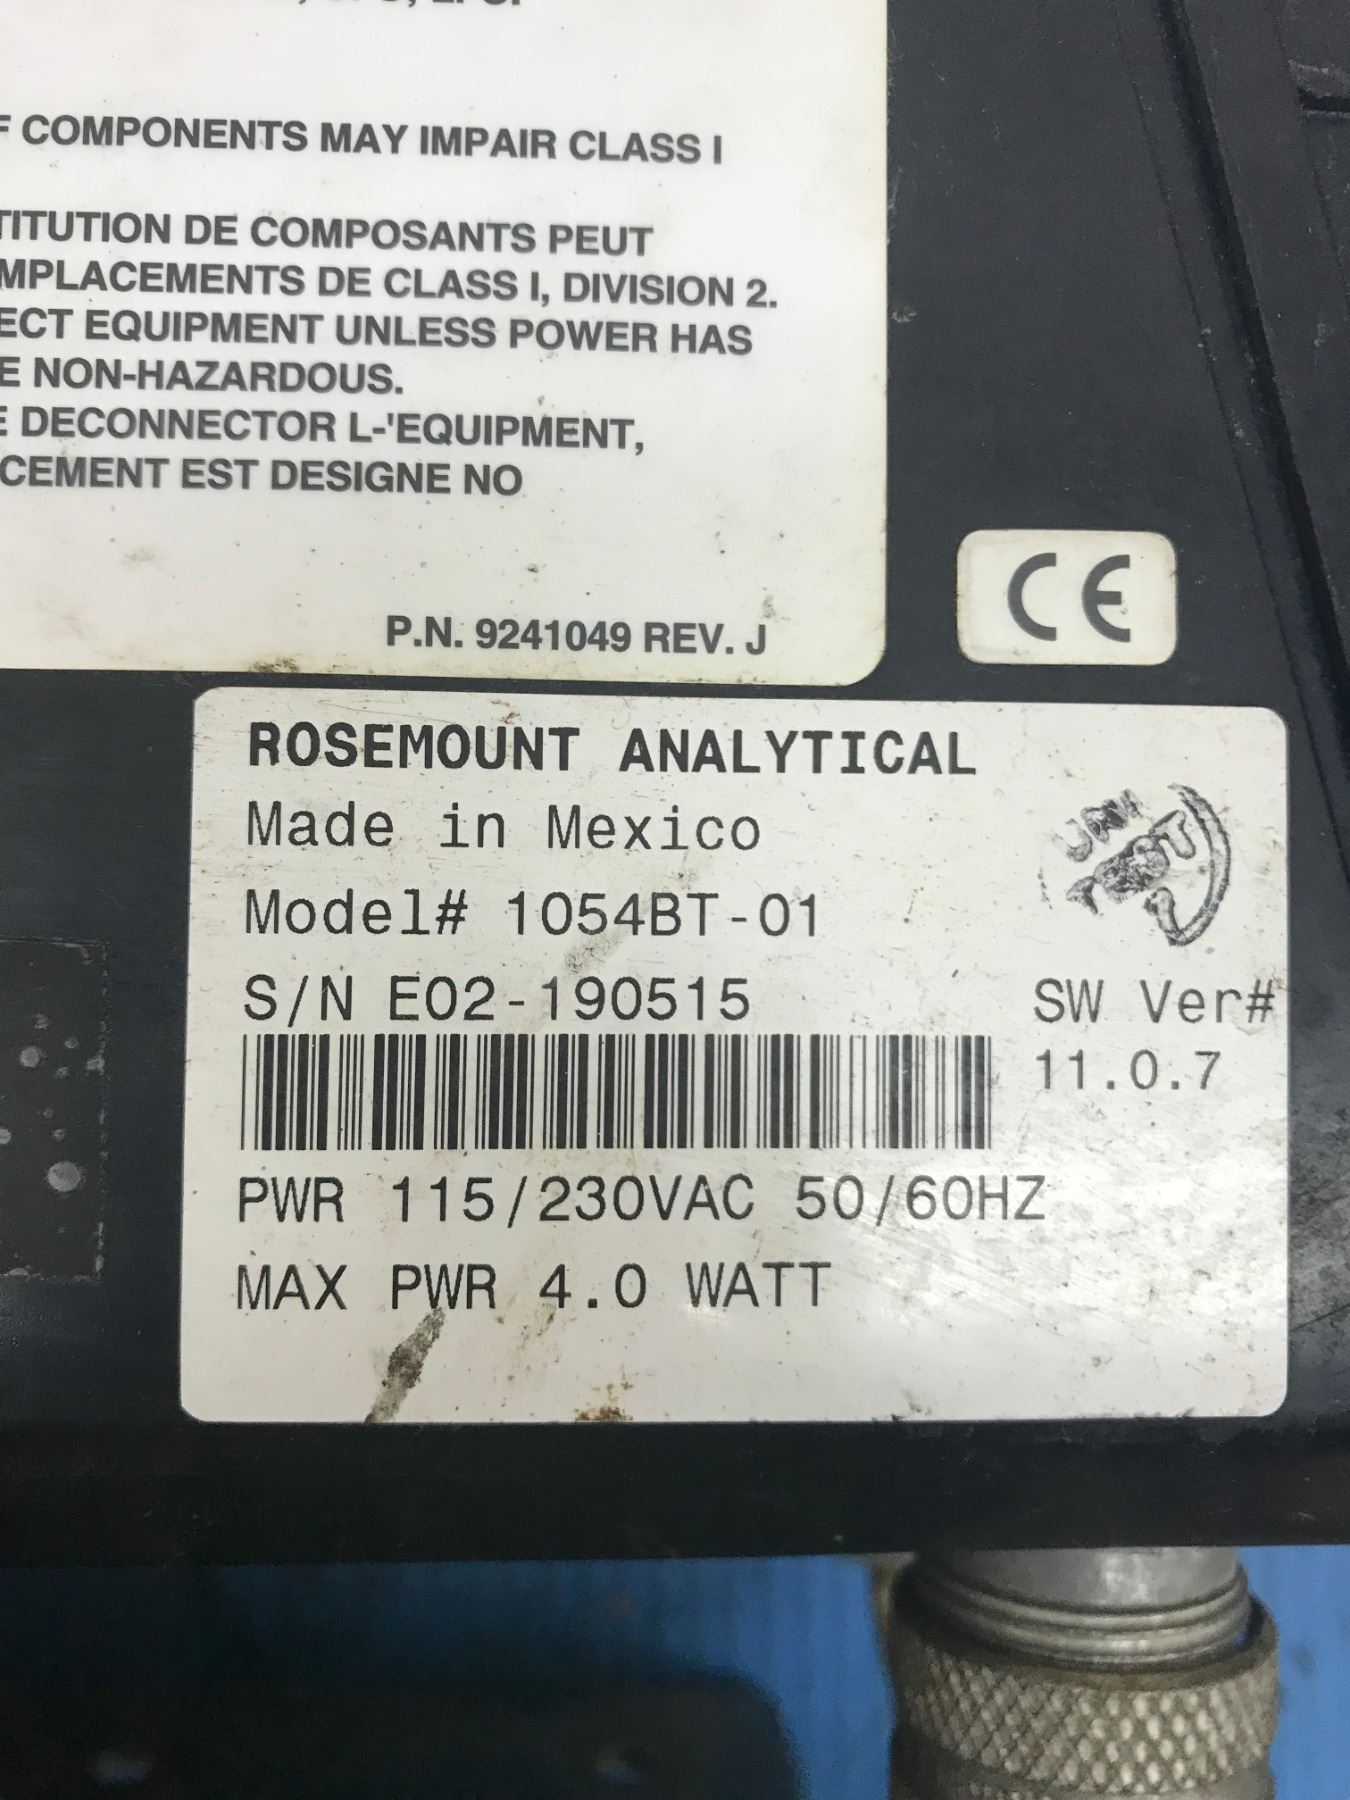 COMPONENTS MAY IMPAIR CLASS I
TITUTION DE COMPOSANTS PEUT
MPLACEMENTS DE CLASS I, DIVISION 2.
ECT EQUIPMENT UNLESS POWER HAS
E NON-HAZARDOUS.
DECONNECTOR L-'EQUIPMENT,
CEMENT EST DESIGNE NO
P.N. 9241049 REV. J
CE
ROSEMOUNT ANALYTICAL
Made in Mexico
Model# 1054BT-01
S/N E02-190515
SW Ver#
11.0.7
PWR 115/230VAC 50/60HZ
MAX PWR 4.0 WATT